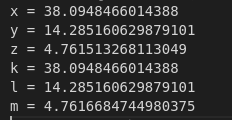 x = 38.0948466014388
y = 14.285160629879101
z = 4.761513268113049
k = 38.0948466014388
l = 14.285160629879101
m = 4.7616684744980375